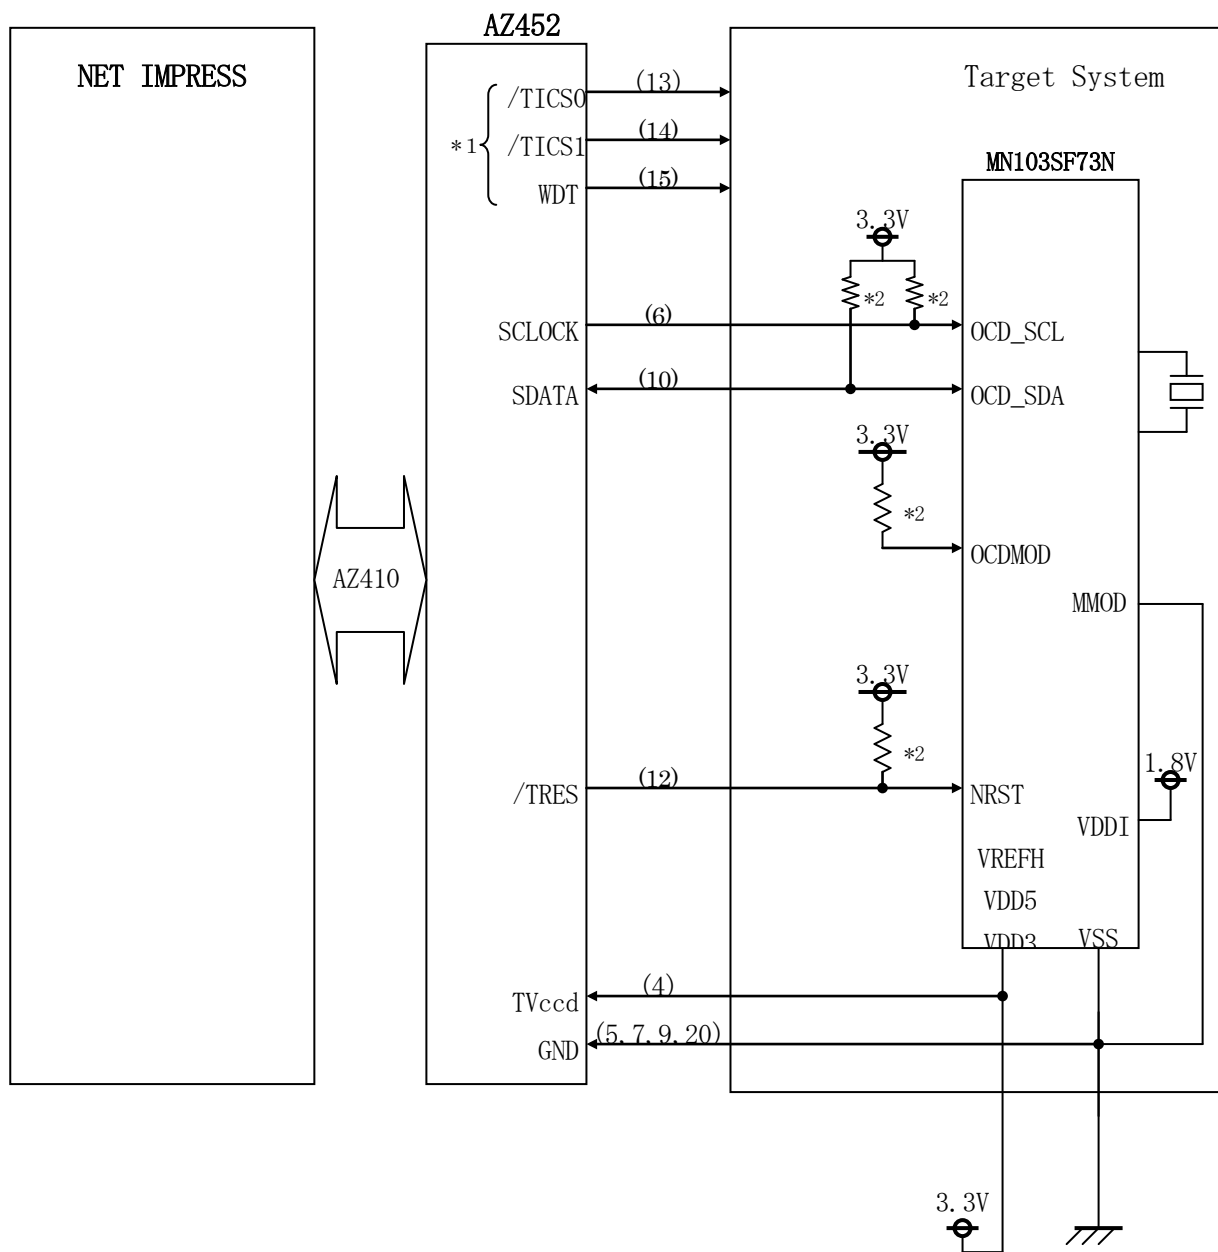 AZ452
NET IMPRESS
Target System
/TICS0
(13)
*1
/TICS1
(14)
WDT
(15)
MN103SF73N
3.3V
*2
*2
SCLOCK
(6)
OCD_SCL
SDATA
(10)
OCD_SDA
3.3V
*2
OCDMOD
AZ410
MMOD
3.3V
*2
1.8V
/TRES
(12)
NRST
VDDI
VREFH
VDD5
VDD3
VSS
TVccd
(4)
GND
(5,7,9,20)
3.3V